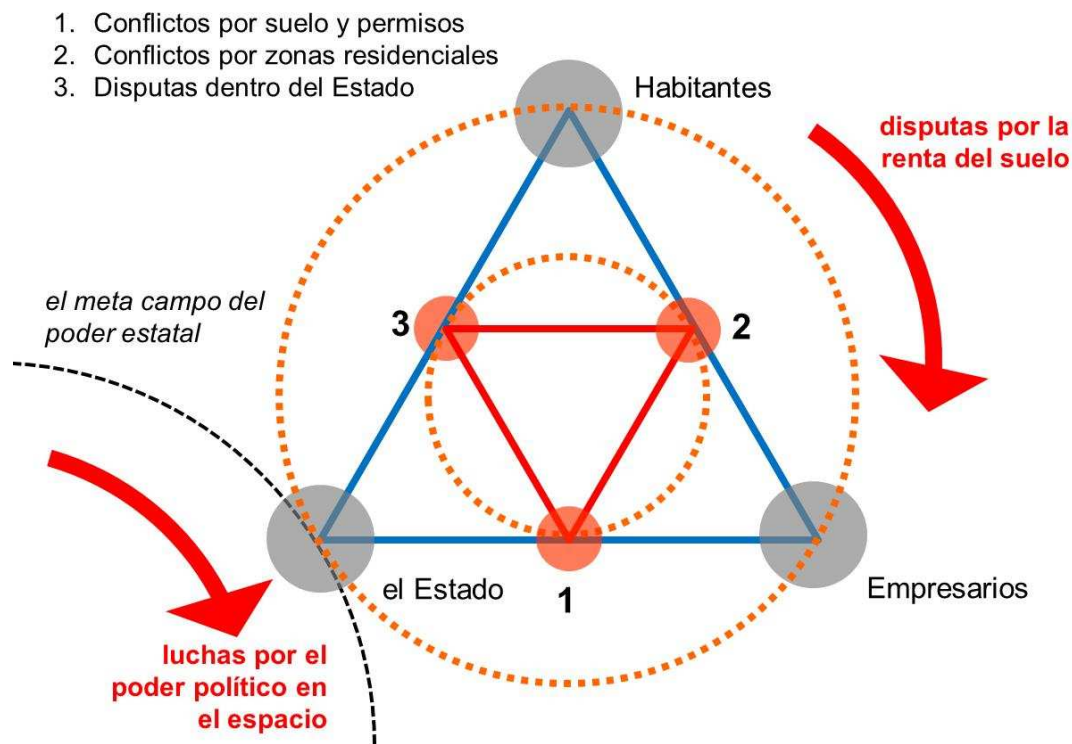 1. Conflictos por suelo y permisos
2. Conflictos por zonas residenciales
3. Disputas dentro del Estado
Habitantes
disputas por la
renta del suelo
el meta campo del
poder estatal
3
2
el Estado
1
Empresarios
luchas por el
poder político en
el espacio